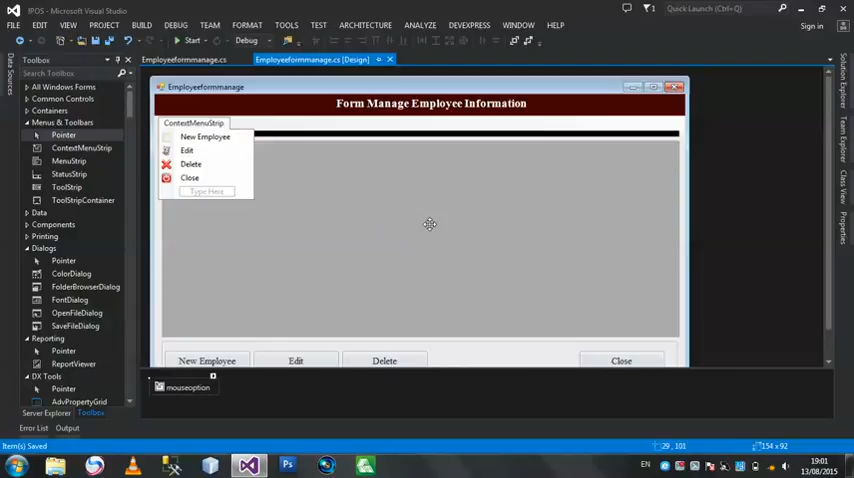 IPOS - Microsoft Visual Studio
1
Quick Launch (Ctrl+Q)
FILE EDIT VIEW PROJECT BUILD DEBUG TEAM FORMAT TOOLS TEST ARCHITECTURE ANALYZE DEVEXPRESS WINDOW HELP
Sign in
Start Debug
Toolbox
Employeeformmanage.cs
Employeeformmanage.cs [Design]
Search Toolbox
All Windows Forms
Common Controls
Containers
Menus & Toolbars
Pointer
ContextMenuStrip
MenuStrip
StatusStrip
ToolStrip
ToolStripContainer
Data
Components
Printing
Dialogs
Pointer
ColorDialog
FolderBrowserDialog
FontDialog
OpenFileDialog
SaveFileDialog
Reporting
Pointer
ReportViewer
DX Tools
Pointer
AdvPropertyGrid
Server Explorer Toolbox
Error List Output
Data Sources
Employeeformmanage
Form Manage Employee Information
ContextMenuStrip
New Employee
Edit
Delete
Close
Type Here
New Employee Edit Delete Close
mouseoption
Solution Explorer
Team Explorer
Class View
Properties
Item(s) Saved
29 , 101
154 x 92
Ps
EN
19:01
13/08/2015